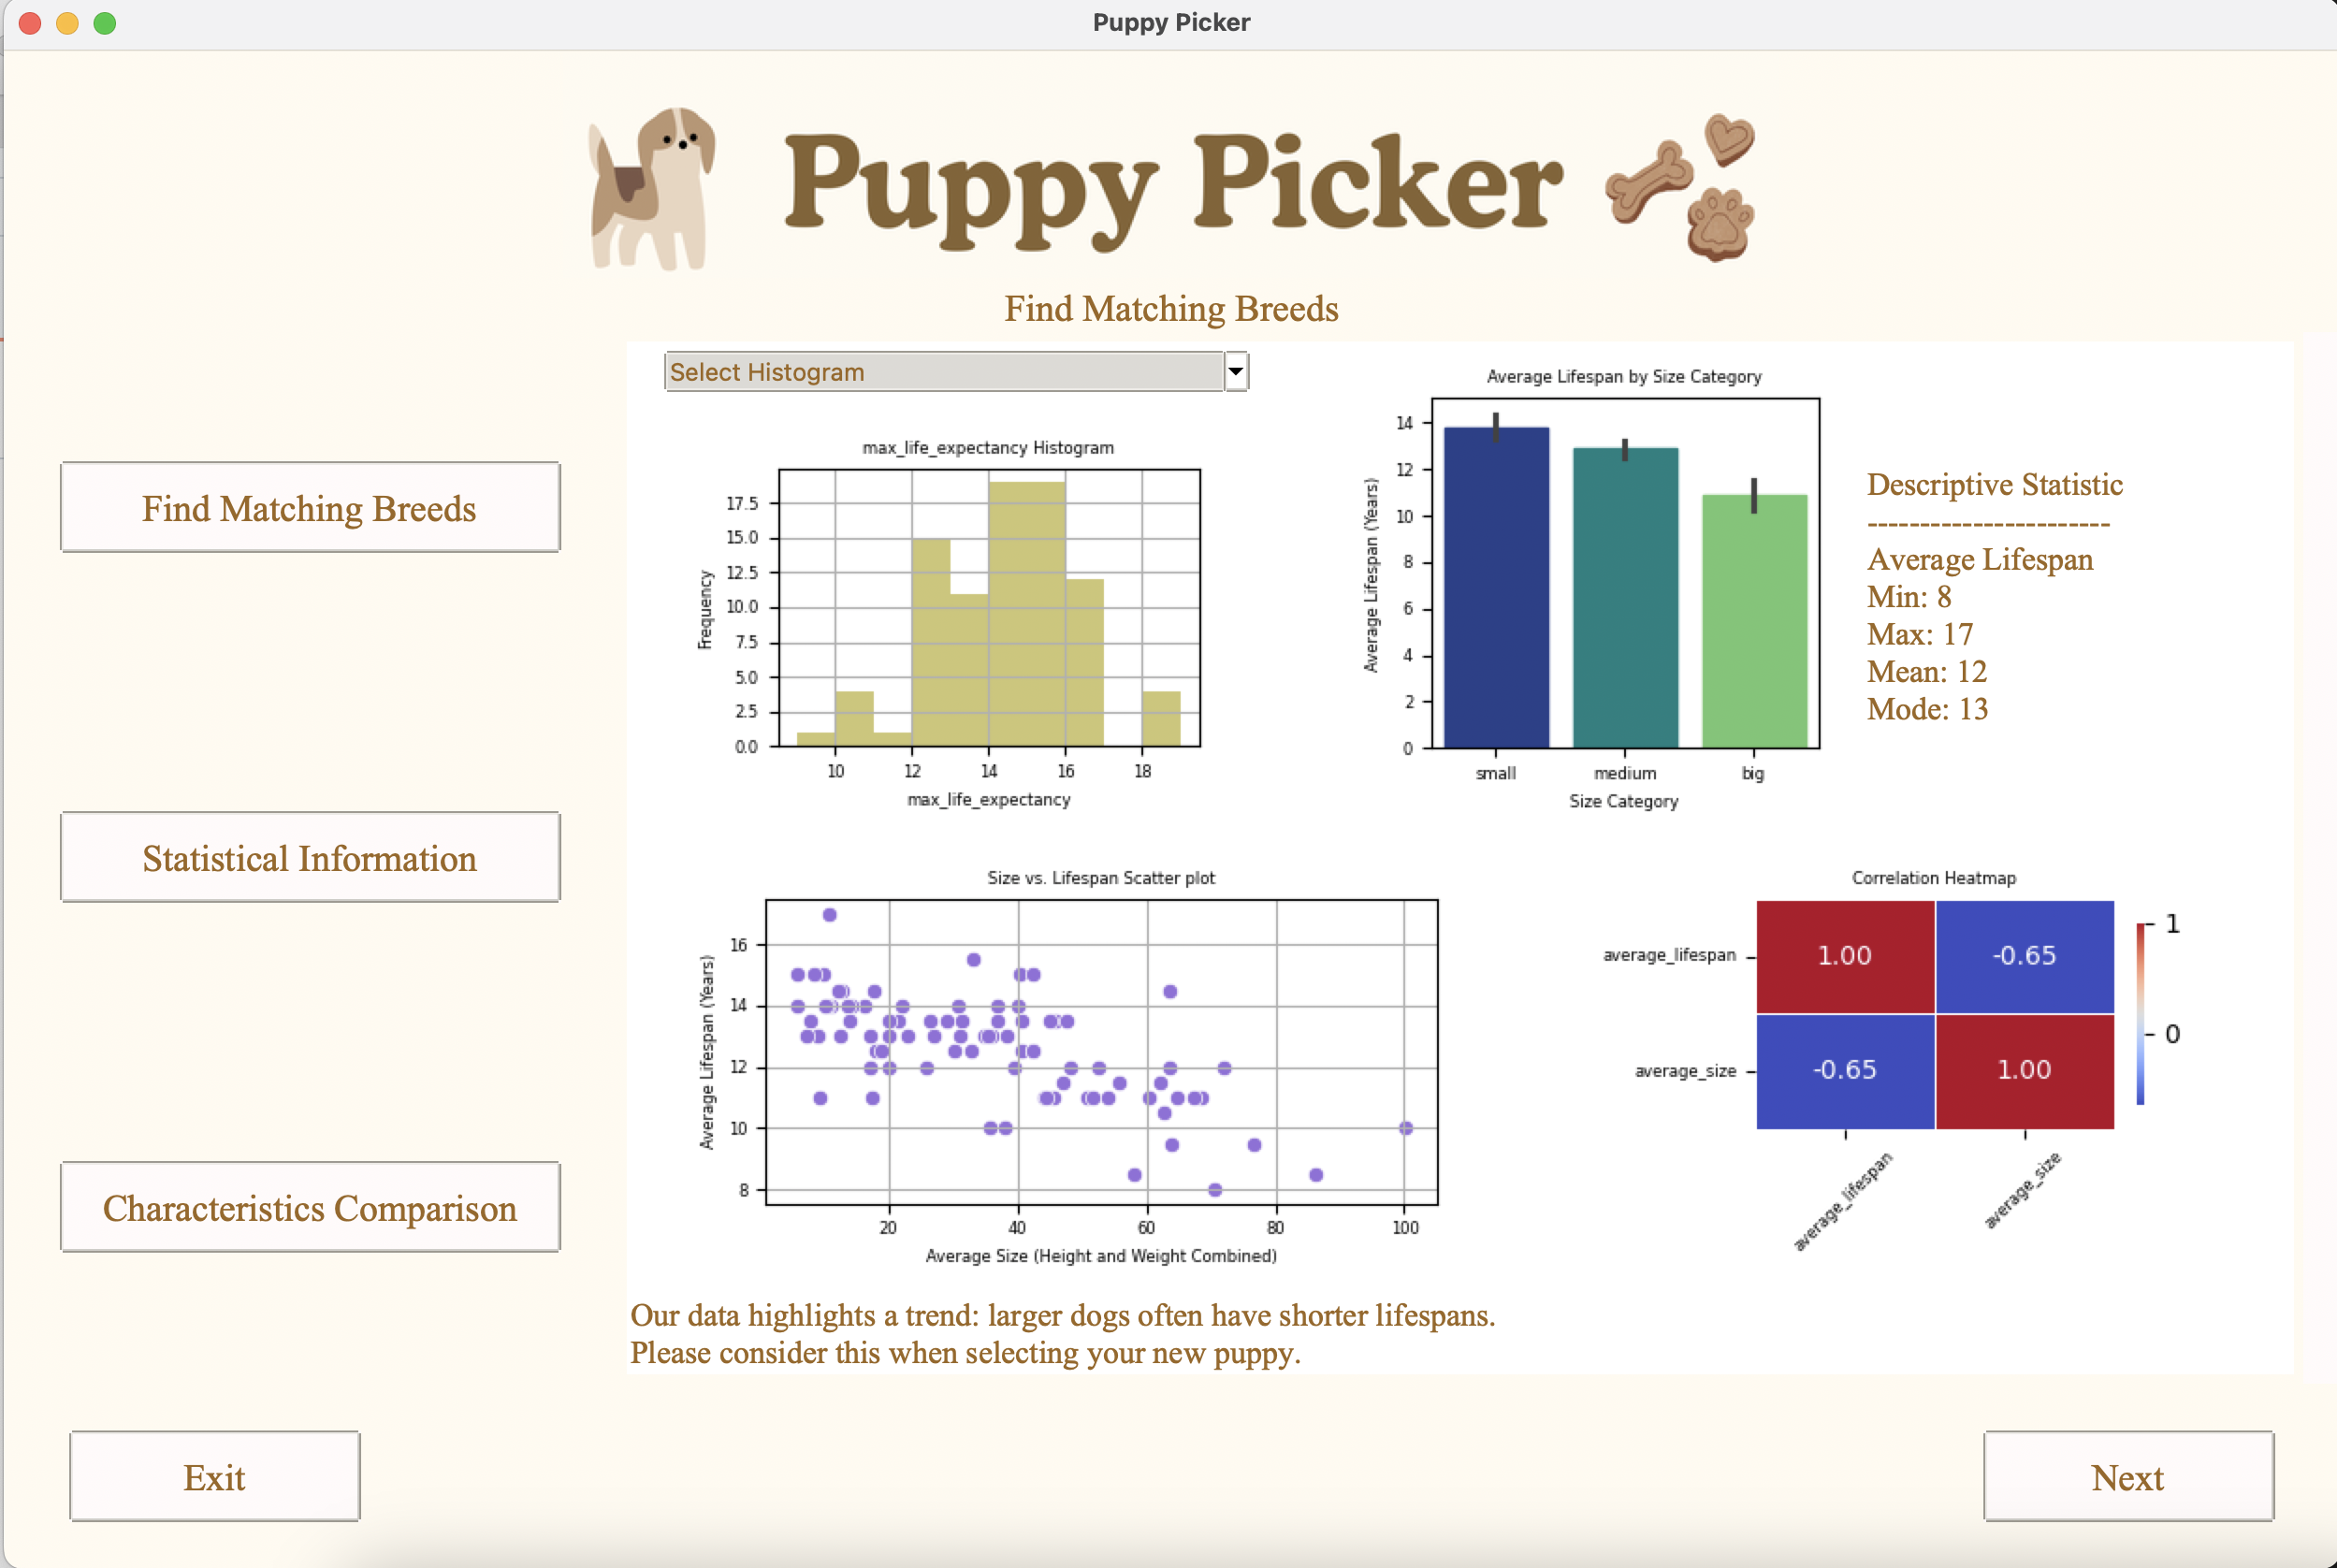 Puppy Picker
Puppy Picker
Find Matching Breeds
Find Matching Breeds
Statistical Information
Characteristics Comparison
Exit
Next
Select Histogram
max_life_expectancy Histogram
Frequency
17.5
15.0
12.5
10.0
7.5
5.0
2.5
0.0
10 12 14 16 18
max_life_expectancy
Average Lifespan by Size Category
Average Lifespan (Years)
14
12
10
8
6
4
2
0
small medium big
Size Category
Descriptive Statistic
-----------------------
Average Lifespan
Min: 8
Max: 17
Mean: 12
Mode: 13
Size vs. Lifespan Scatter plot
Average Lifespan (Years)
16
14
12
10
8
20 40 60 80 100
Average Size (Height and Weight Combined)
Correlation Heatmap
average_lifespan
1.00 -0.65
average_size
-0.65 1.00
1
0
average_lifespan
average_size
Our data highlights a trend: larger dogs often have shorter lifespans.
Please consider this when selecting your new puppy.